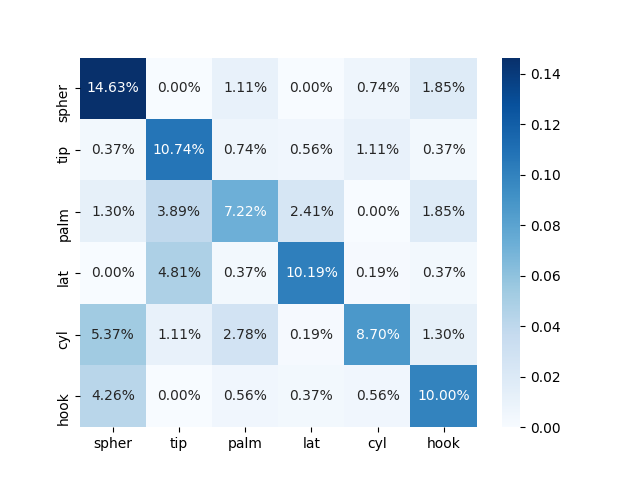 spher 14.63% 0.00% 1.11% 0.00% 0.74% 1.85%
tip 0.37% 10.74% 0.74% 0.56% 1.11% 0.37%
palm 1.30% 3.89% 7.22% 2.41% 0.00% 1.85%
lat 0.00% 4.81% 0.37% 10.19% 0.19% 0.37%
cyl 5.37% 1.11% 2.78% 0.19% 8.70% 1.30%
hook 4.26% 0.00% 0.56% 0.37% 0.56% 10.00%
spher tip palm lat cyl hook
0.14
0.12
0.10
0.08
0.06
0.04
0.02
0.00